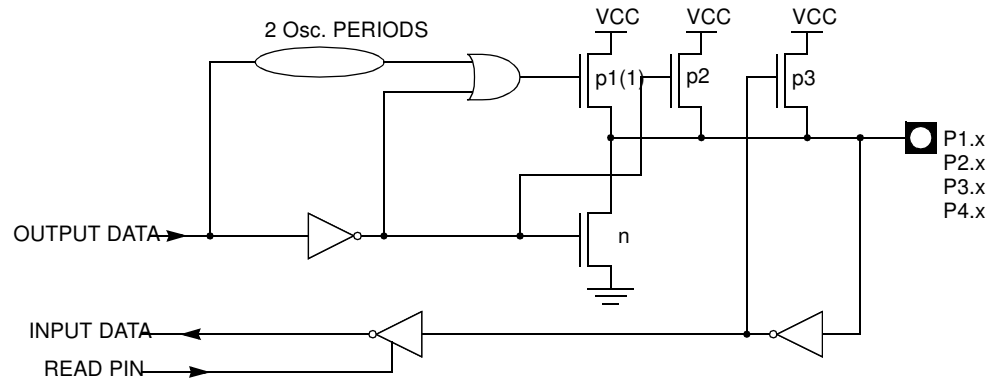 2 Osc. PERIODS
VCC
VCC
VCC
p1(1)
p2
p3
P1.x
P2.x
P3.x
P4.x
OUTPUT DATA
n
INPUT DATA
READ PIN